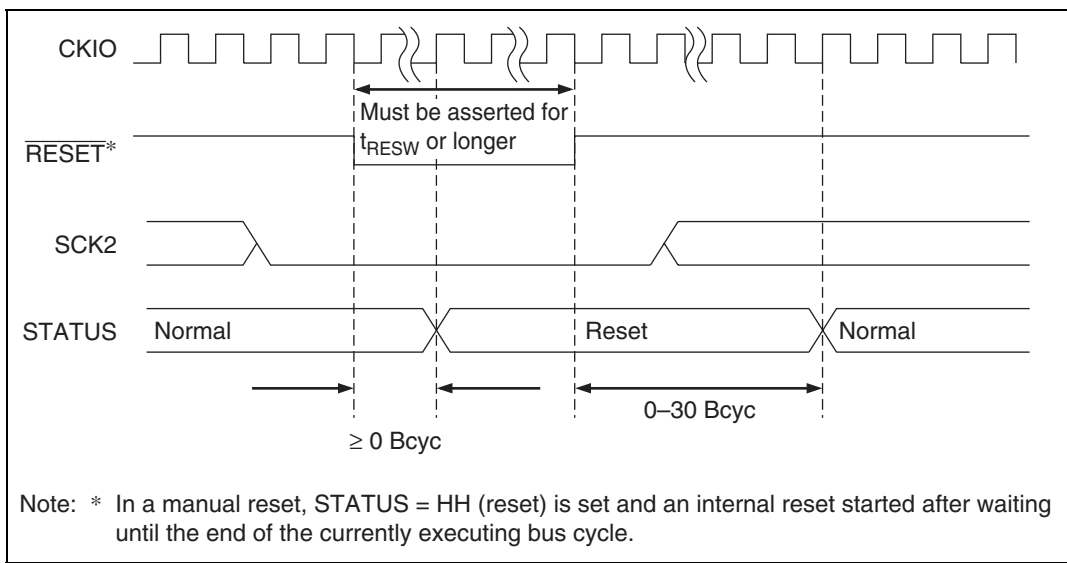 CKIO
Must be asserted for
tRESW or longer
RESET*
SCK2
STATUS Normal Reset Normal
0–30 Bcyc
≥ 0 Bcyc
Note: * In a manual reset, STATUS = HH (reset) is set and an internal reset started after waiting
until the end of the currently executing bus cycle.